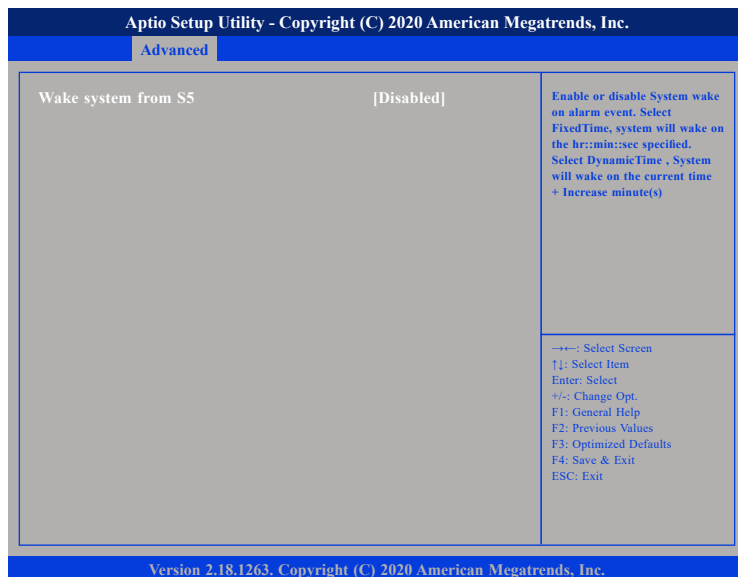 Aptio Setup Utility - Copyright (C) 2020 American Megatrends, Inc.
Advanced
Wake system from S5 [Disabled]
Enable or disable System wake
on alarm event. Select
FixedTime, system will wake on
the hr::min::sec specified.
Select DynamicTime , System
will wake on the current time
+ Increase minute(s)
→←: Select Screen
↑↓: Select Item
Enter: Select
+/-: Change Opt.
F1: General Help
F2: Previous Values
F3: Optimized Defaults
F4: Save & Exit
ESC: Exit
Version 2.18.1263. Copyright (C) 2020 American Megatrends, Inc.